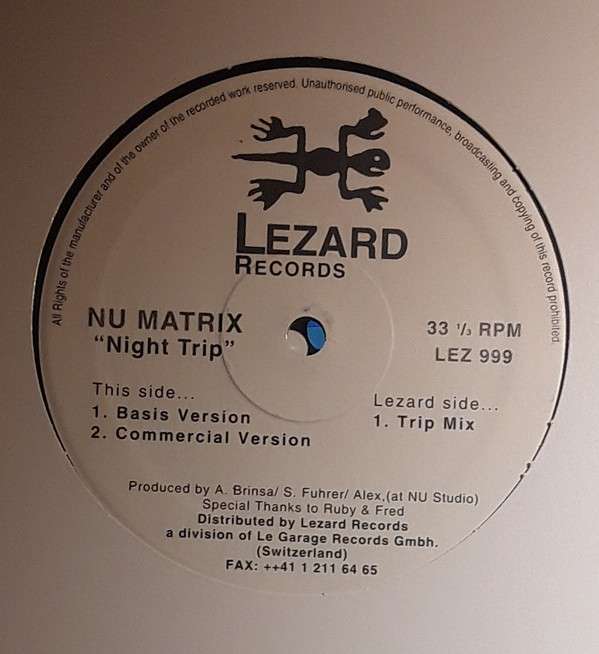 All Rights of the manufacturer and of the owner of the recorded work reserved. Unauthorised public performance, broadcasting and copying of this record prohibited.
LEZARD
RECORDS
NU MATRIX
"Night Trip"
33 1/3 RPM
LEZ 999
This side...
1. Basis Version
2. Commercial Version
Lezard side...
1. Trip Mix
Produced by A. Brinsa/ S. Fuhrer/ Alex,(at NU Studio)
Special Thanks to Ruby & Fred
Distributed by Lezard Records
a division of Le Garage Records Gmbh.
(Switzerland)
FAX: ++41 1 211 64 65